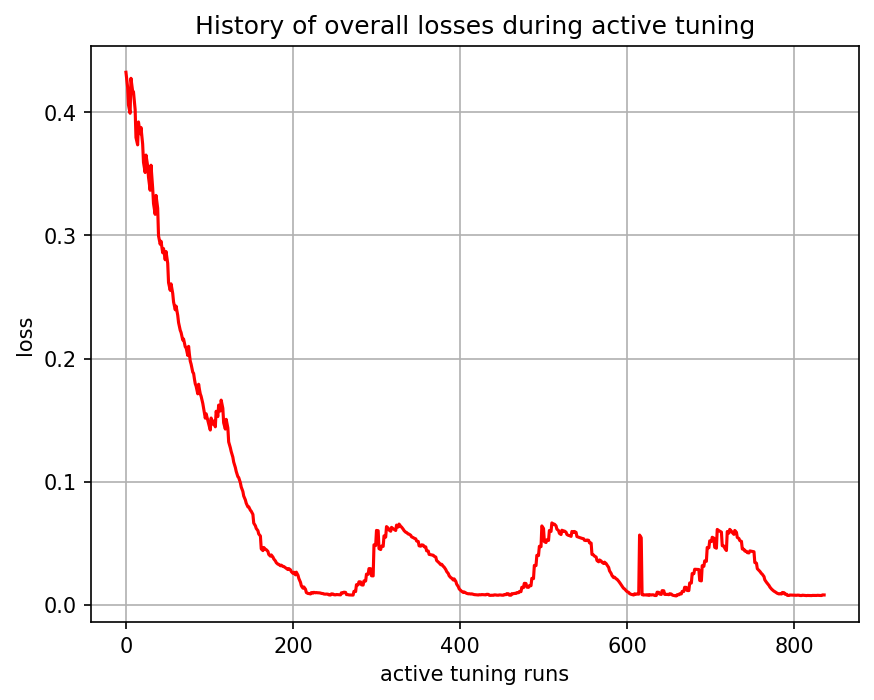 History of overall losses during active tuning
loss
0.4
0.3
0.2
0.1
0.0
0 200 400 600 800
active tuning runs